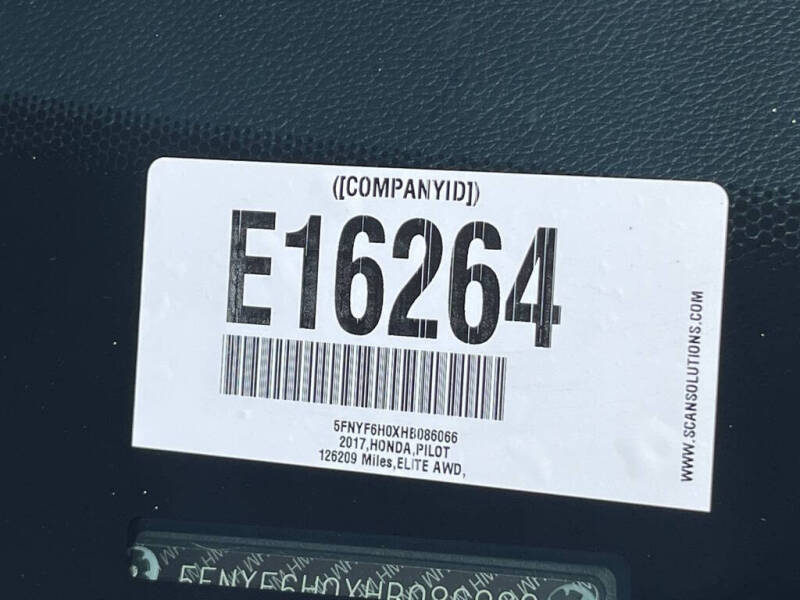 ([COMPANYID])
E16264
5FNYF6H0XHB086066
2017,HONDA,PILOT
126209 Miles,ELITE AWD,
WWW.SCANSOLUTIONS.COM